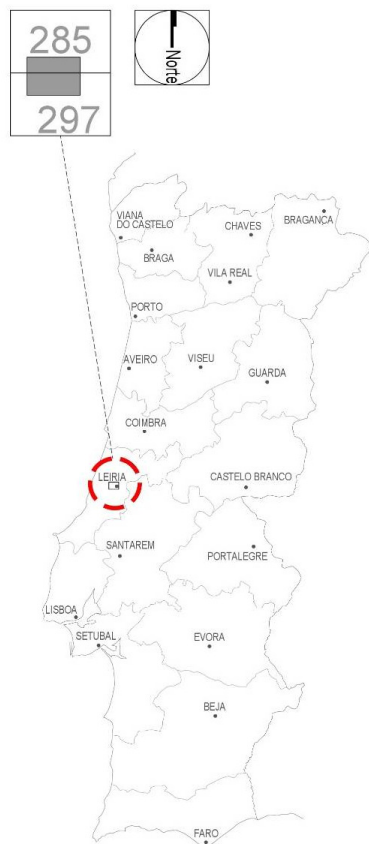 285
297
Norte
VIANA
DO CASTELO
BRAGA
CHAVES
BRAGANÇA
VILA REAL
PORTO
AVEIRO
VISEU
GUARDA
COIMBRA
LEIRIA
CASTELO BRANCO
SANTAREM
PORTALEGRE
LISBOA
SETUBAL
EVORA
BEJA
FARO